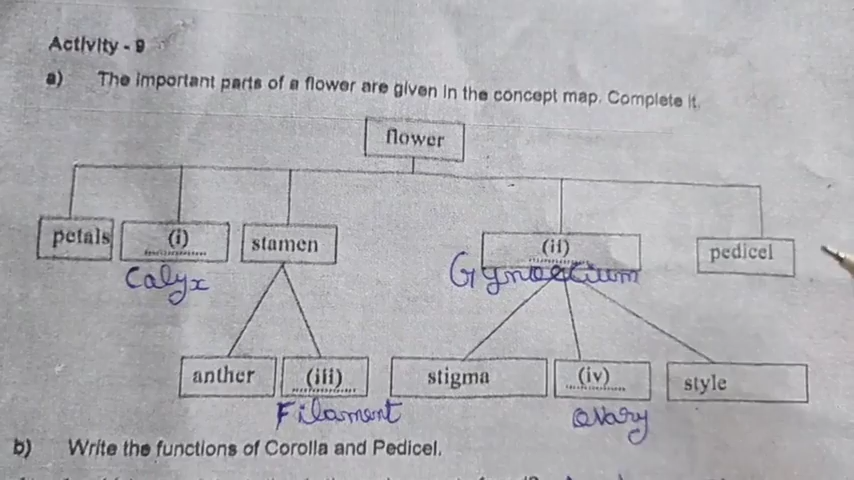 Activity - 9
a) The important parts of a flower are given in the concept map. Complete it.
flower
petals (i) stamen (ii) pedicel
Calyx Gynoecium
anther (iii) stigma (iv) style
Filament Ovary
b) Write the functions of Corolla and Pedicel.